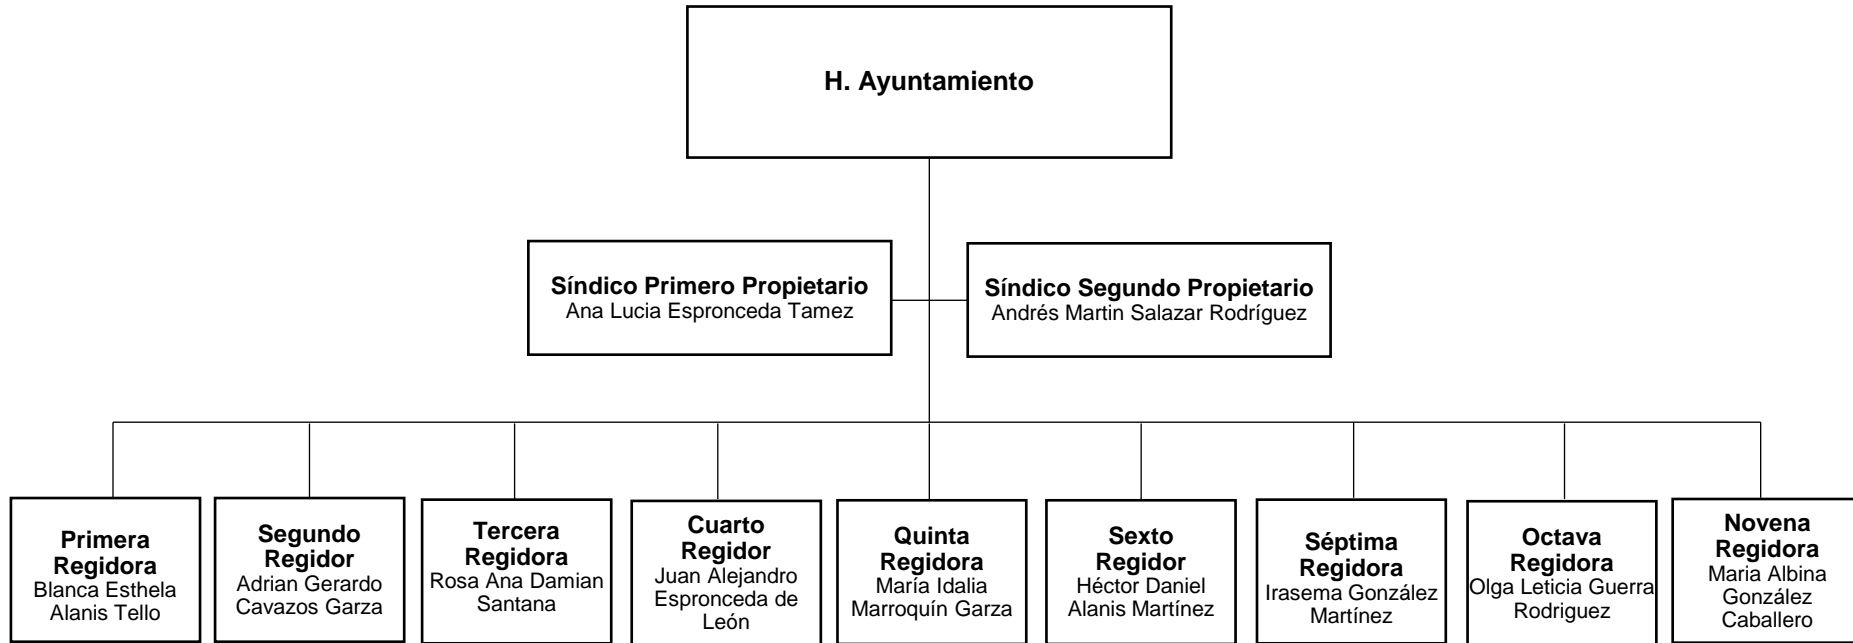 H. Ayuntamiento
Síndico Primero Propietario
Ana Lucia Espronceda Tamez
Síndico Segundo Propietario
Andrés Martin Salazar Rodríguez
Primera
Regidora
Blanca Esthela
Alanis Tello
Segundo
Regidor
Adrian Gerardo
Cavazos Garza
Tercera
Regidora
Rosa Ana Damian
Santana
Cuarto
Regidor
Juan Alejandro
Espronceda de
León
Quinta
Regidora
María Idalia
Marroquín Garza
Sexto
Regidor
Héctor Daniel
Alanis Martínez
Séptima
Regidora
Irasema González
Martínez
Octava
Regidora
Olga Leticia Guerra
Rodriguez
Novena
Regidora
Maria Albina
González
Caballero